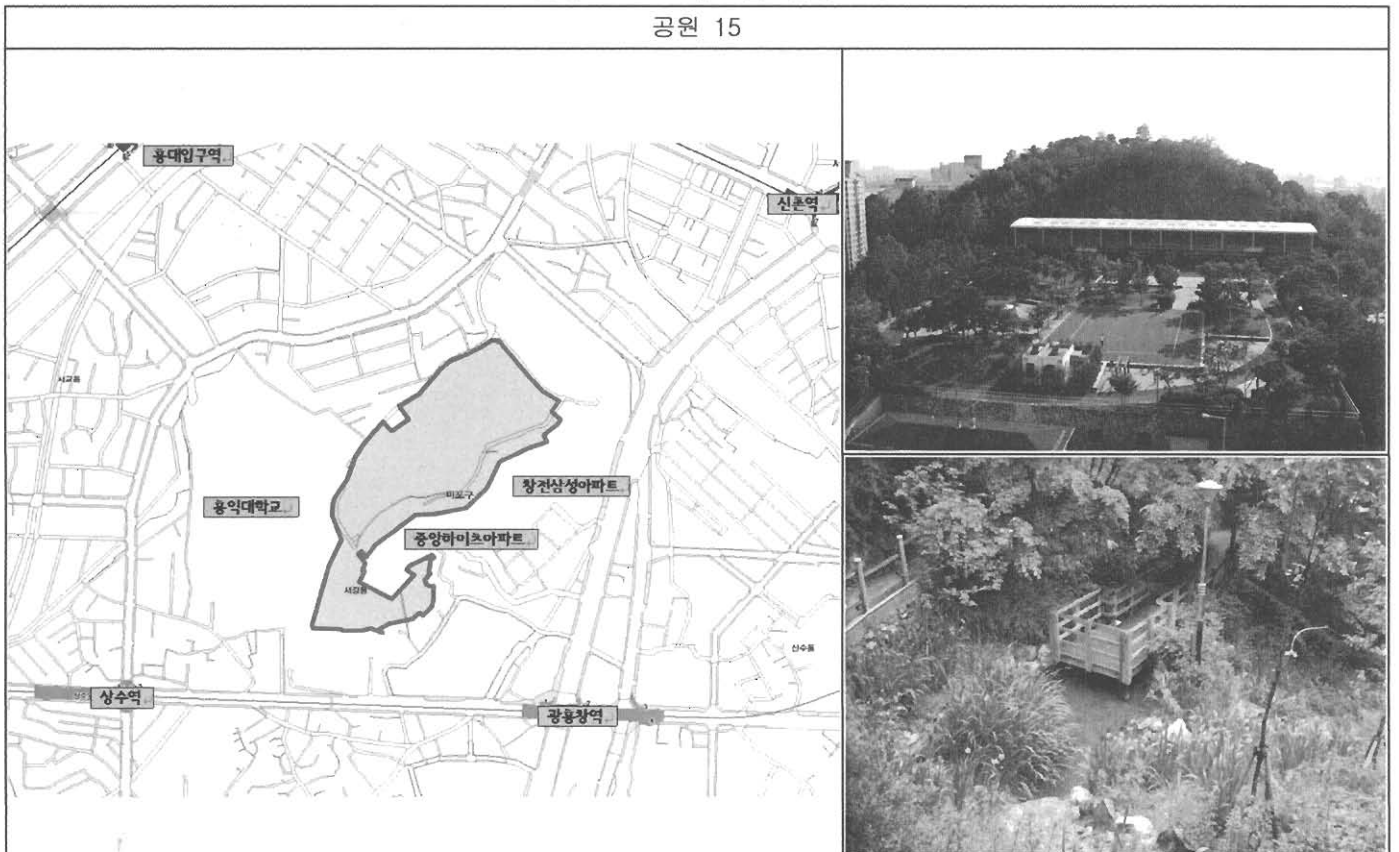 공원 15
홍대입구역
신촌역
서교동
홍익대학교
창전삼성아파트
마포구
중앙하이츠아파트
서강동
신수동
상수역
광흥창역